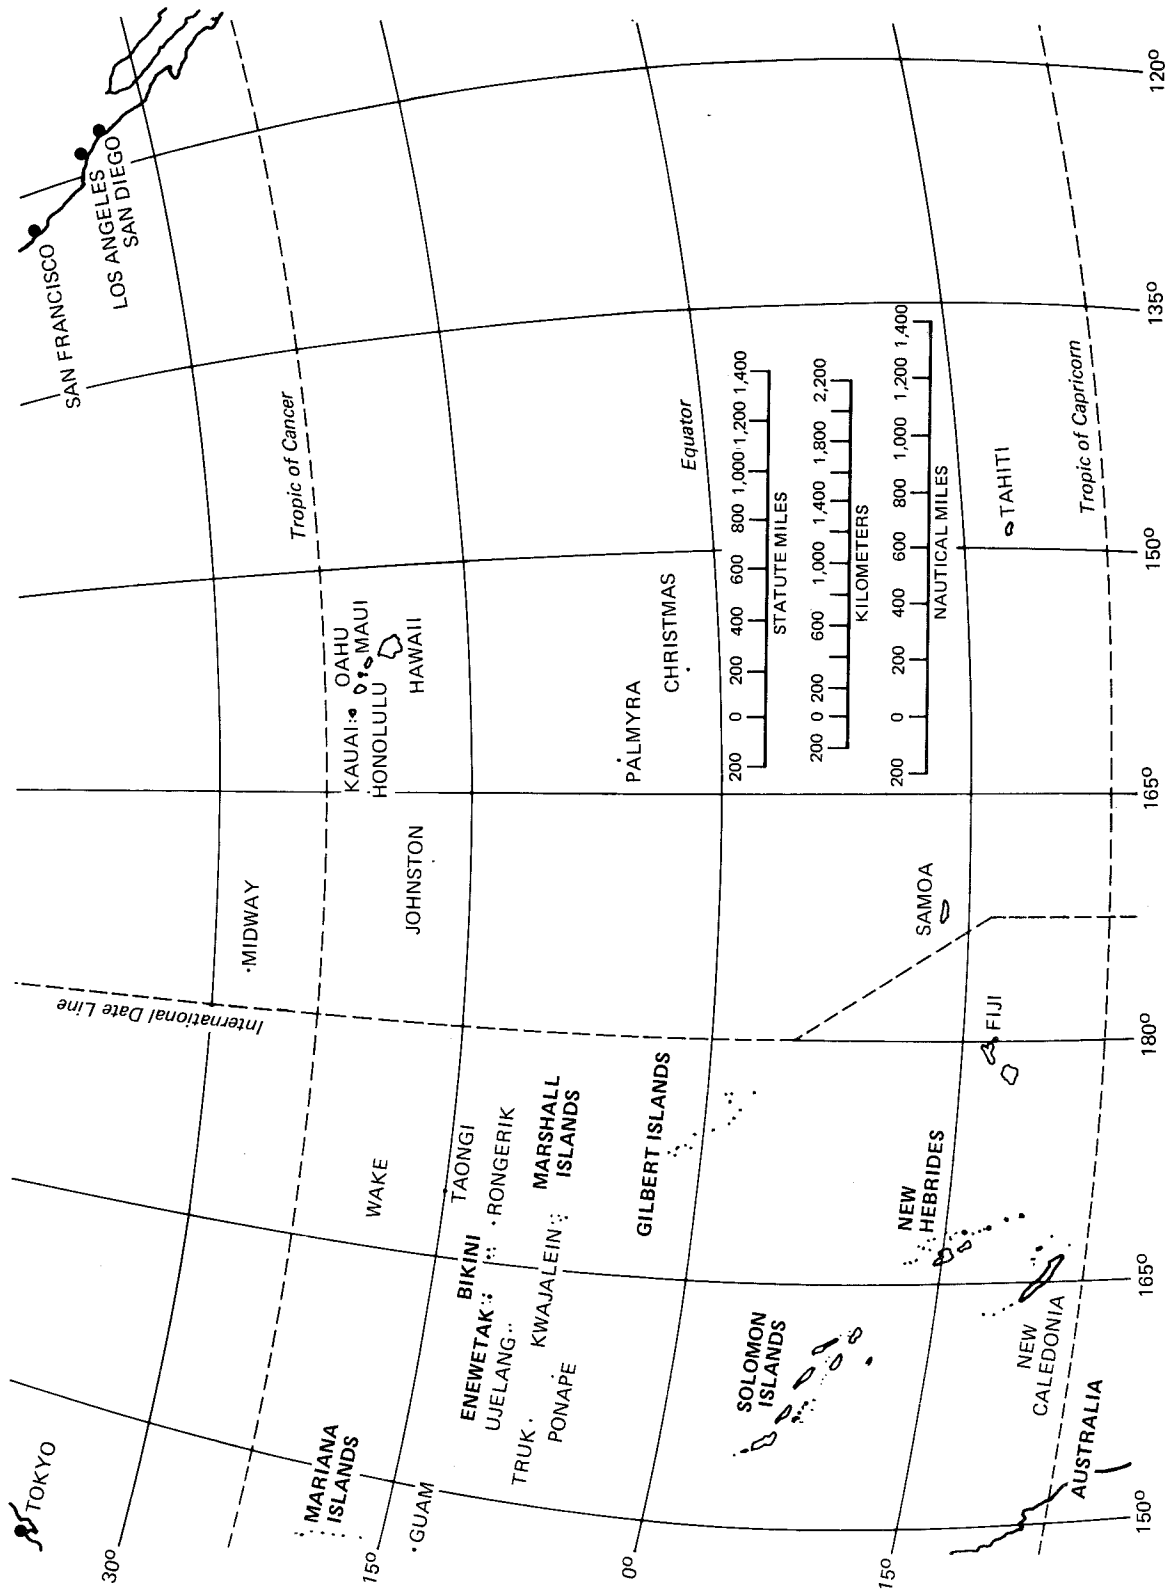 TOKYO
SAN FRANCISCO
LOS ANGELES
SAN DIEGO
30°
International Date Line
MIDWAY
Tropic of Cancer
MARIANA
ISLANDS
WAKE
KAUAI
OAHU
HONOLULU
MAUI
HAWAII
JOHNSTON
15°
GUAM
TAONGI
BIKINI
RONGERIK
ENEWETAK
UJELANG
KWAJALEIN
MARSHALL
ISLANDS
TRUK
PONAPE
PALMYRA
CHRISTMAS
Equator
0°
GILBERT ISLANDS
200 0 200 400 600 800 1,000 1,200 1,400
STATUTE MILES
200 0 200 600 1,000 1,400 1,800 2,200
KILOMETERS
200 0 200 400 600 800 1,000 1,200 1,400
NAUTICAL MILES
SOLOMON
ISLANDS
15°
NEW
HEBRIDES
SAMOA
FIJI
TAHITI
NEW
CALEDONIA
Tropic of Capricorn
AUSTRALIA
150°
165°
180°
165°
150°
135°
120°